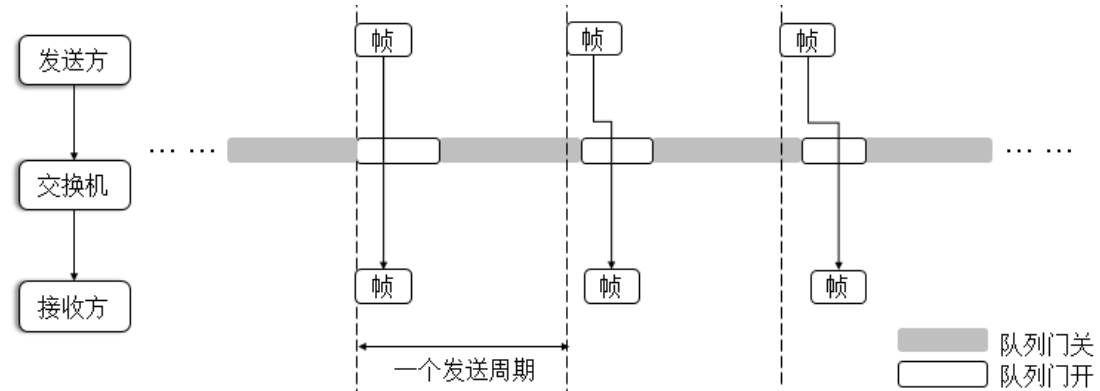 帧 帧 帧
发送方
… … … …
交换机
帧 帧 帧
接收方
一个发送周期
队列门关
队列门开